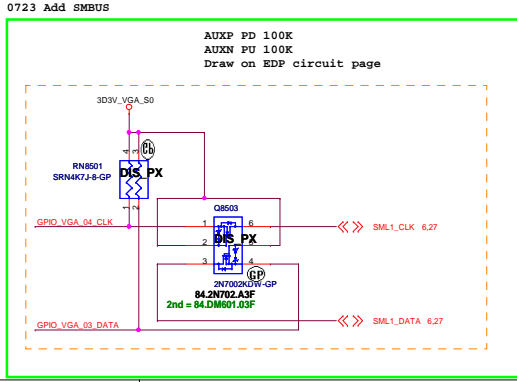 0723 Add SMBUS
AUXP PD 100K
AUXN PU 100K
Draw on EDP circuit page
3D3V_VGA_S0
4 3
RN8501
SRN4K7J-8-GP
DIS_PX
1 2
Q8503
GPIO_VGA_04_CLK
1 6
SML1_CLK 6,27
2
DIS_PX
3 4
GP
2N7002KDW-GP
84.2N702.A3F
2nd = 84.DM601.03F
GPIO_VGA_03_DATA
SML1_DATA 6,27